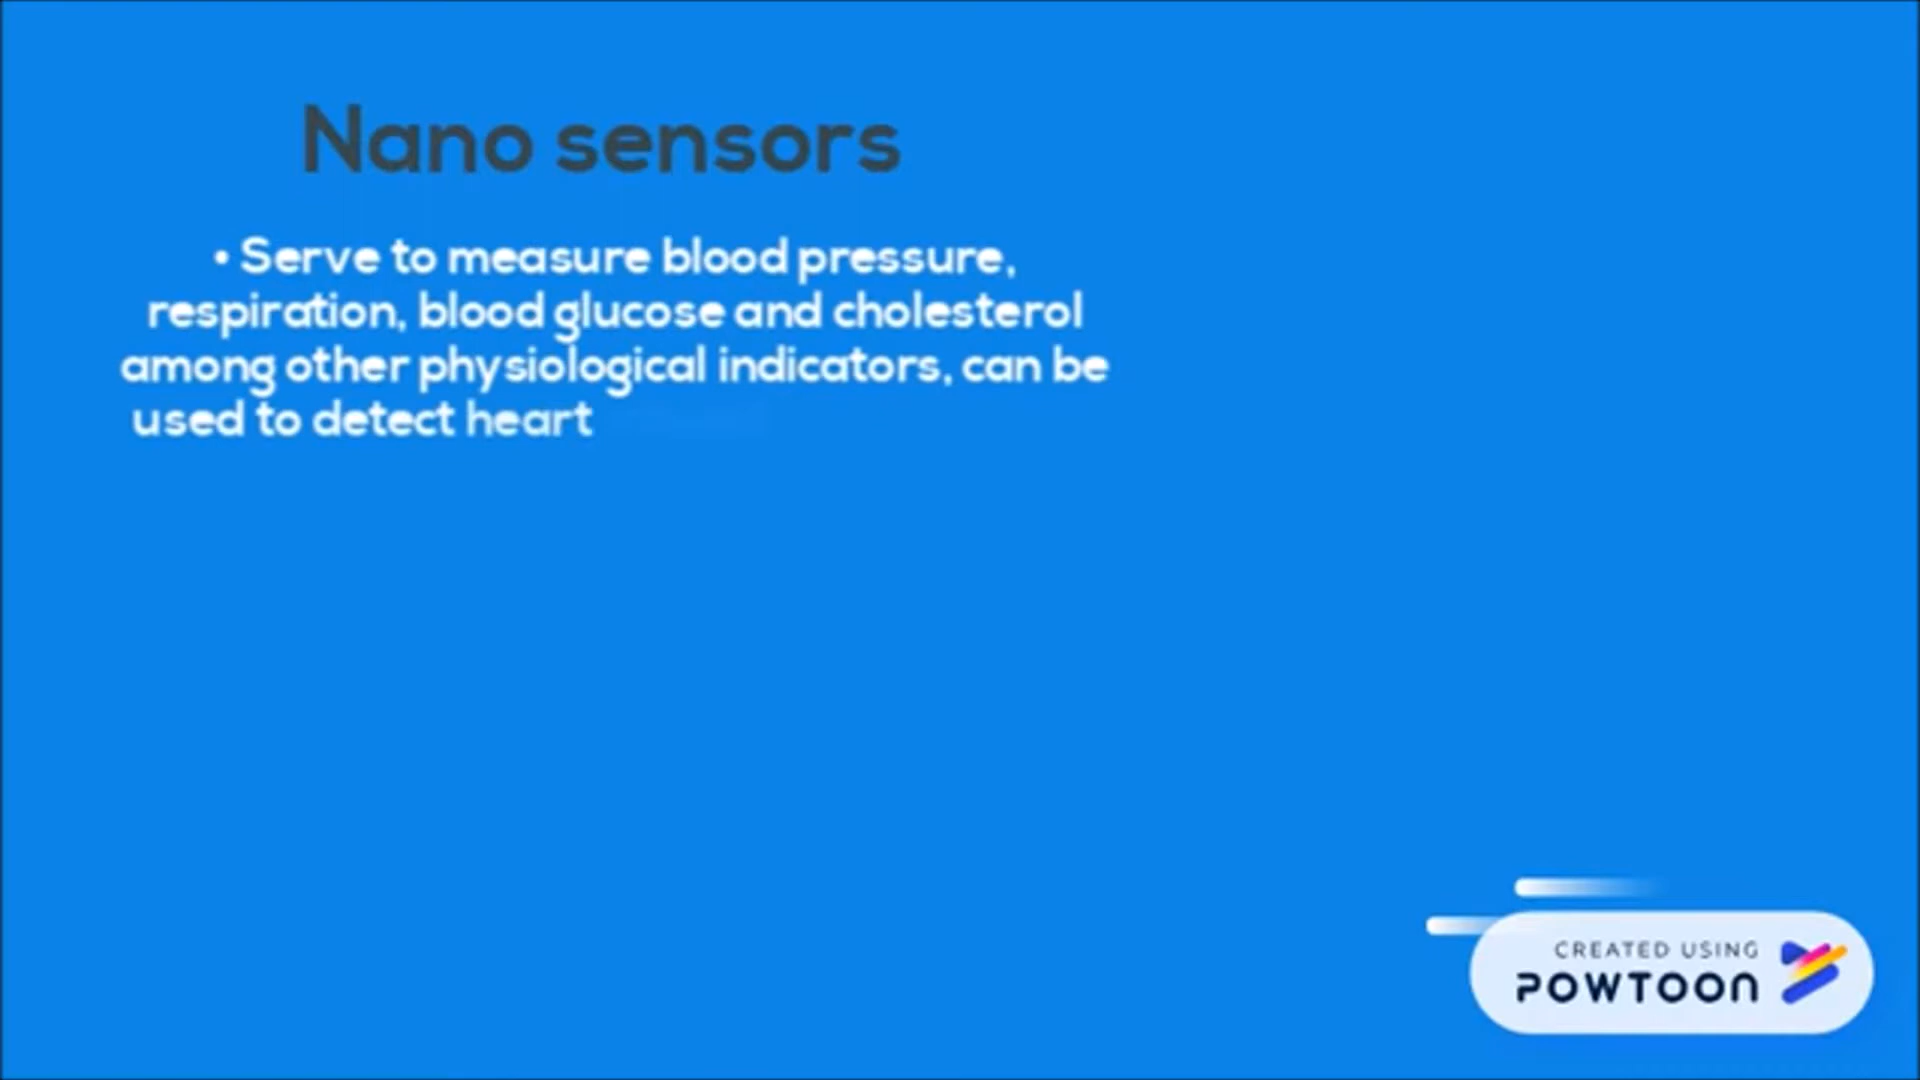 Nano sensors
• Serve to measure blood pressure,
respiration, blood glucose and cholesterol
among other physiological indicators, can be
used to detect heart
CREATED USING
POWTOON